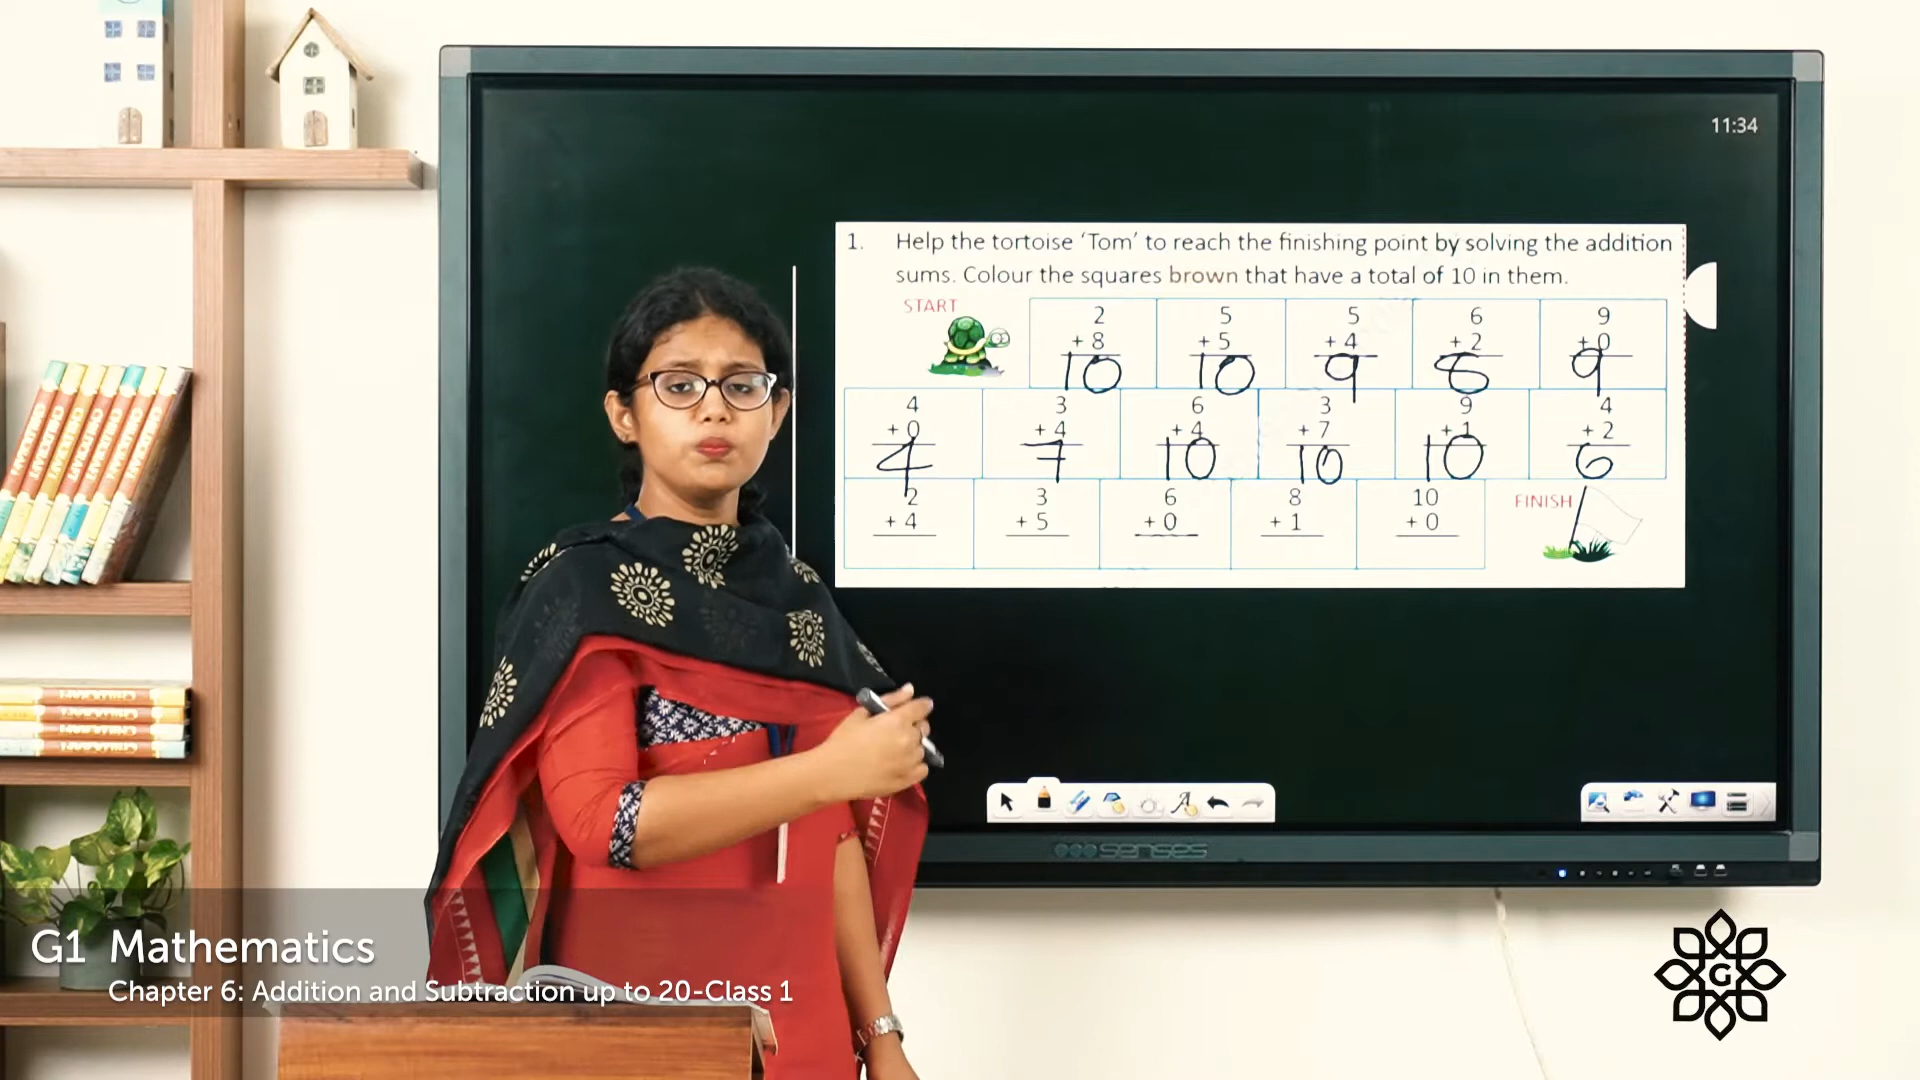 11:34
1. Help the tortoise ‘Tom’ to reach the finishing point by solving the addition
sums. Colour the squares brown that have a total of 10 in them.
START
2 5 5 6 9
+ 8 + 5 + 4 + 2 + 0
10 10 9 8 9
4 3 6 3 9 4
+ 0 + 4 + 4 + 7 + 1 + 2
4 7 10 10 10 6
2 3 6 8 10 FINISH
+ 4 + 5 + 0 + 1 + 0
senses
G1 Mathematics
Chapter 6: Addition and Subtraction up to 20-Class 1
G